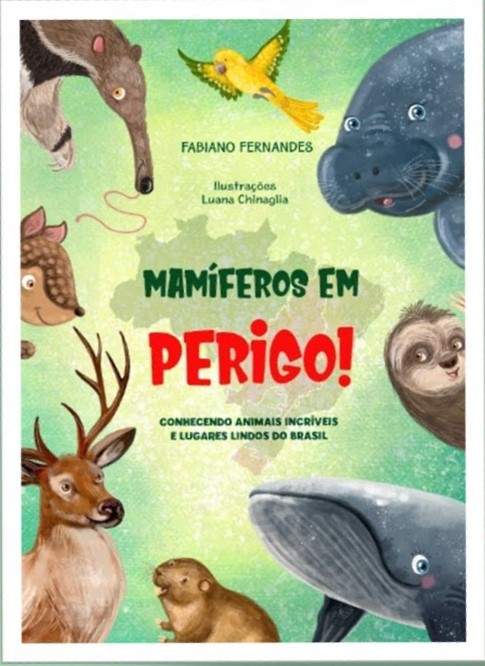 FABIANO FERNANDES
Ilustrações
Luana Chinaglia
MAMÍFEROS EM
PERIGO!
CONHECENDO ANIMAIS INCRÍVEIS
E LUGARES LINDOS DO BRASIL